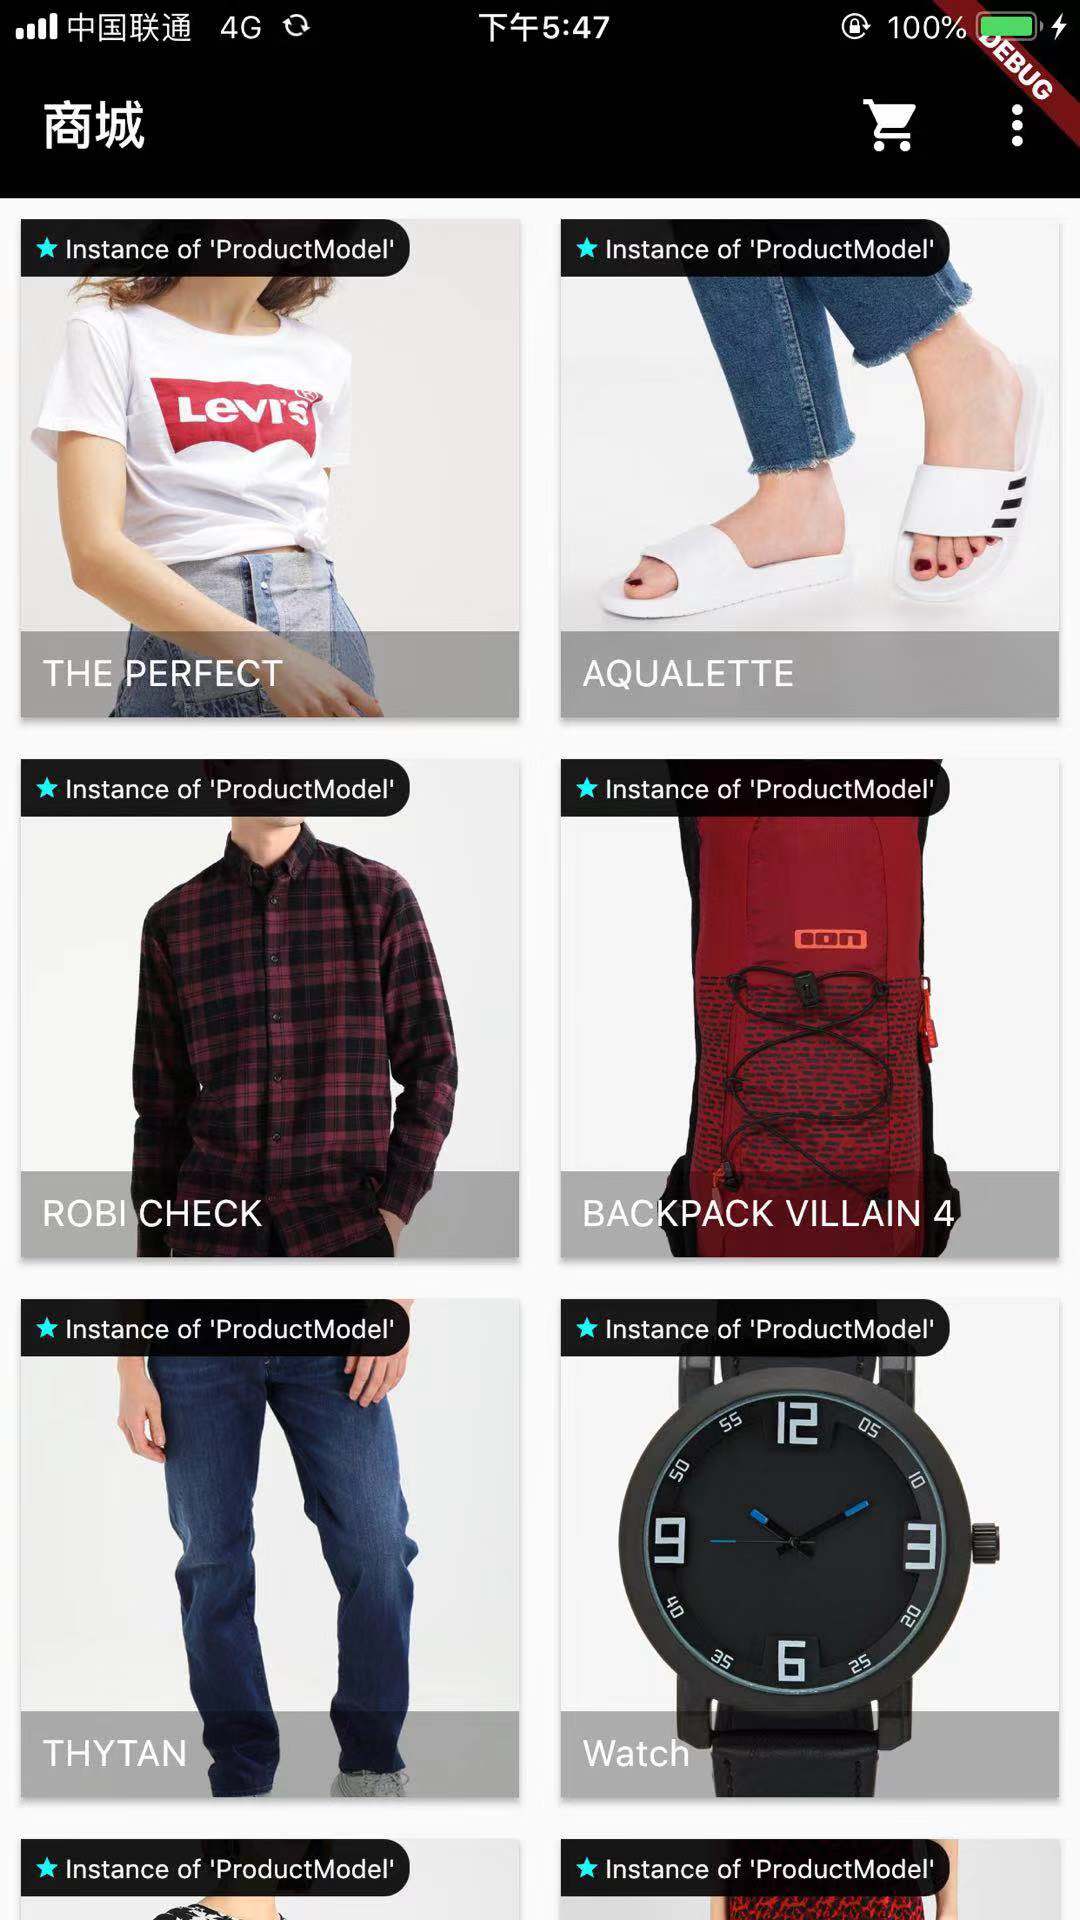 中国联通 4G 下午5:47 100%
DEBUG
商城
Instance of 'ProductModel' Instance of 'ProductModel'
Levi's ®
THE PERFECT AQUALETTE
Instance of 'ProductModel' Instance of 'ProductModel'
ion
ROBI CHECK BACKPACK VILLAIN 4
Instance of 'ProductModel' Instance of 'ProductModel'
55 12 05
50 10
9 3
40 20
35 6 25
THYTAN Watch
Instance of 'ProductModel' Instance of 'ProductModel'